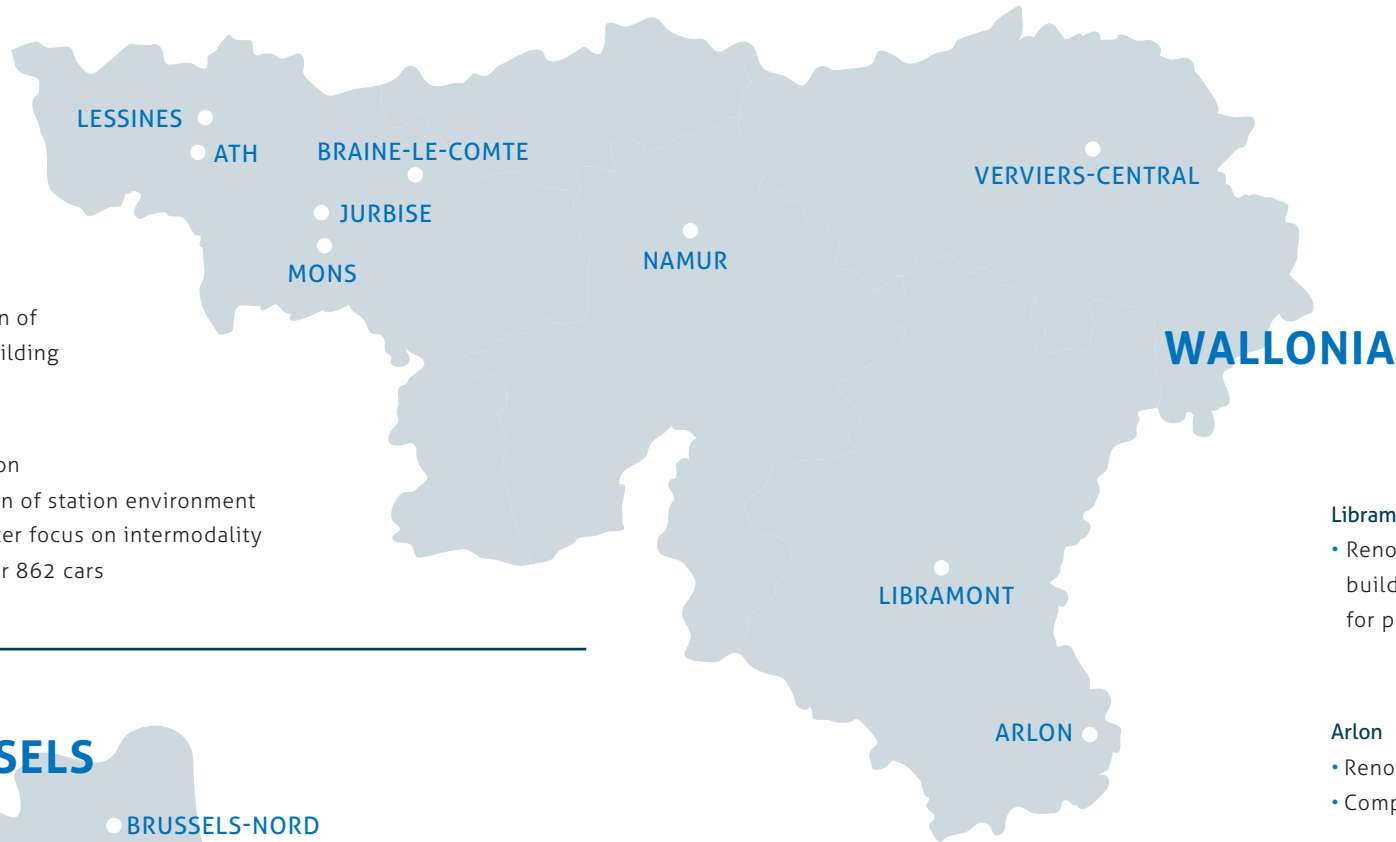 LESSINES
ATH
BRAINE-LE-COMTE
VERVIERS-CENTRAL
JURBISE
MONS
NAMUR
n of
ilding
WALLONIA
on
n of station environment
ter focus on intermodality
r 862 cars
LIBRAMONT
ARLON
Libram
• Reno
build
for p
Arlon
• Reno
• Comp
SELS
BRUSSELS-NORD